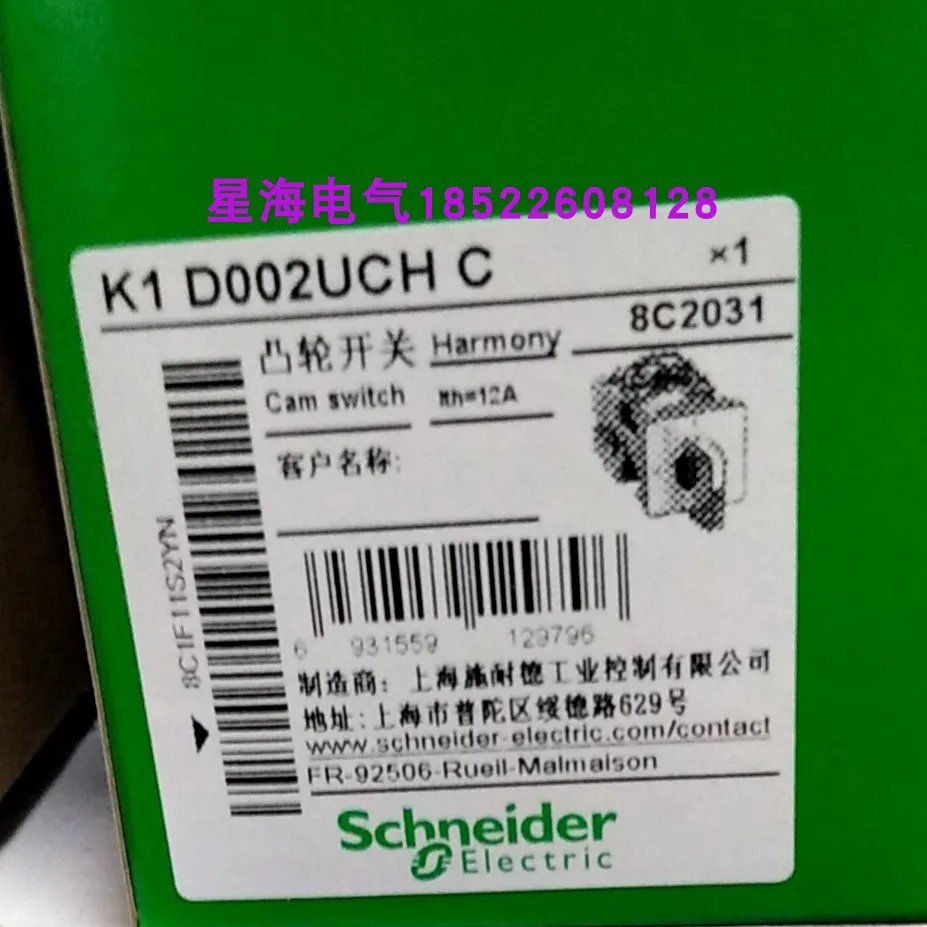 星海电气18522608128
K1 D002UCH C
×1
8C2031
凸轮开关 Harmony
Cam switch Ith=12A
客户名称:
8C1F11S2YN
6 931559 129796
制造商: 上海施耐德工业控制有限公司
地址:上海市普陀区绥德路629号
www.schneider-electric.com/contact
FR-92506-Rueil-Malmaison
Schneider
Electric